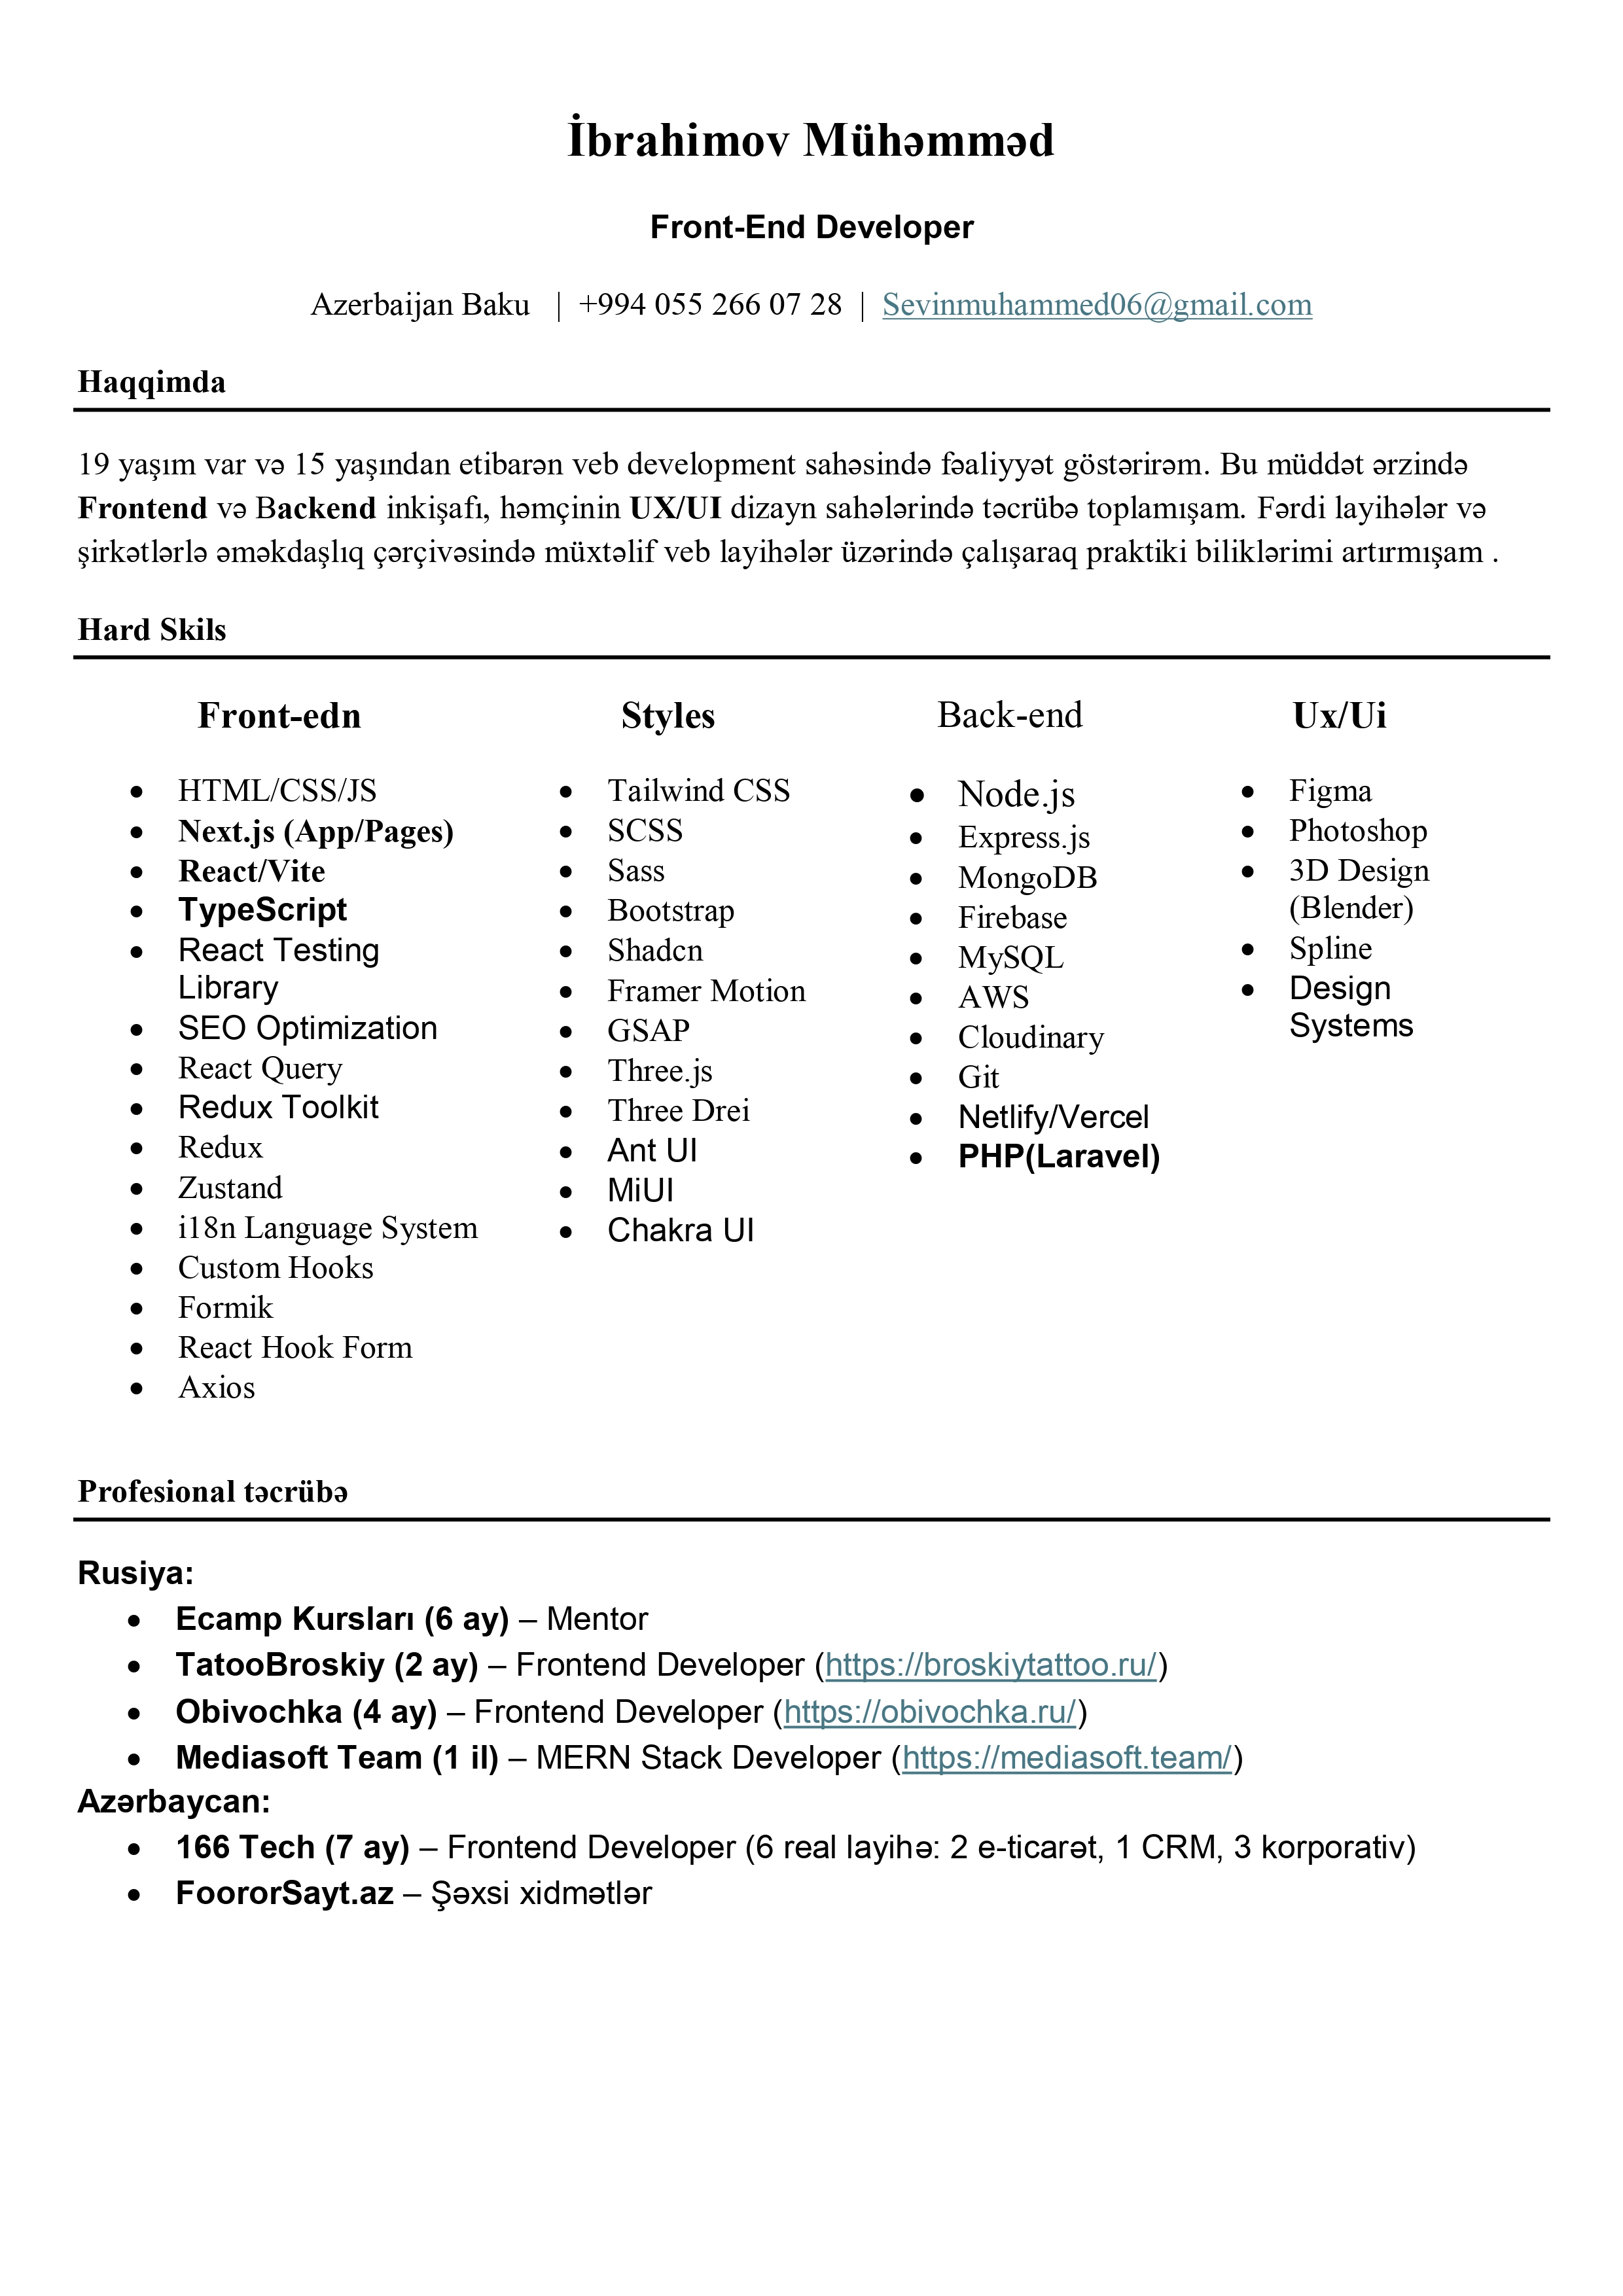 İbrahimov Mühəmməd
Front-End Developer
Azerbaijan Baku | +994 055 266 07 28 | Sevinmuhammed06@gmail.com
Haqqimda
19 yaşım var və 15 yaşından etibarən veb development sahəsində fəaliyyət göstərirəm. Bu müddət ərzində
Frontend və Backend inkişafı, həmçinin UX/UI dizayn sahələrində təcrübə toplamışam. Fərdi layihələr və
şirkətlərlə əməkdaşlıq çərçivəsində müxtəlif veb layihələr üzərində çalışaraq praktiki biliklərimi artırmışam .
Hard Skils
Front-edn
• HTML/CSS/JS
• Next.js (App/Pages)
• React/Vite
• TypeScript
• React Testing
Library
• SEO Optimization
• React Query
• Redux Toolkit
• Redux
• Zustand
• i18n Language System
• Custom Hooks
• Formik
• React Hook Form
• Axios
Styles
• Tailwind CSS
• SCSS
• Sass
• Bootstrap
• Shadcn
• Framer Motion
• GSAP
• Three.js
• Three Drei
• Ant UI
• MiUI
• Chakra UI
Back-end
• Node.js
• Express.js
• MongoDB
• Firebase
• MySQL
• AWS
• Cloudinary
• Git
• Netlify/Vercel
• PHP(Laravel)
Ux/Ui
• Figma
• Photoshop
• 3D Design
(Blender)
• Spline
• Design
Systems
Profesional təcrübə
Rusiya:
• Ecamp Kursları (6 ay) – Mentor
• TatooBroskiy (2 ay) – Frontend Developer (https://broskiytattoo.ru/)
• Obivochka (4 ay) – Frontend Developer (https://obivochka.ru/)
• Mediasoft Team (1 il) – MERN Stack Developer (https://mediasoft.team/)
Azərbaycan:
• 166 Tech (7 ay) – Frontend Developer (6 real layihə: 2 e-ticarət, 1 CRM, 3 korporativ)
• FoororSayt.az – Şəxsi xidmətlər